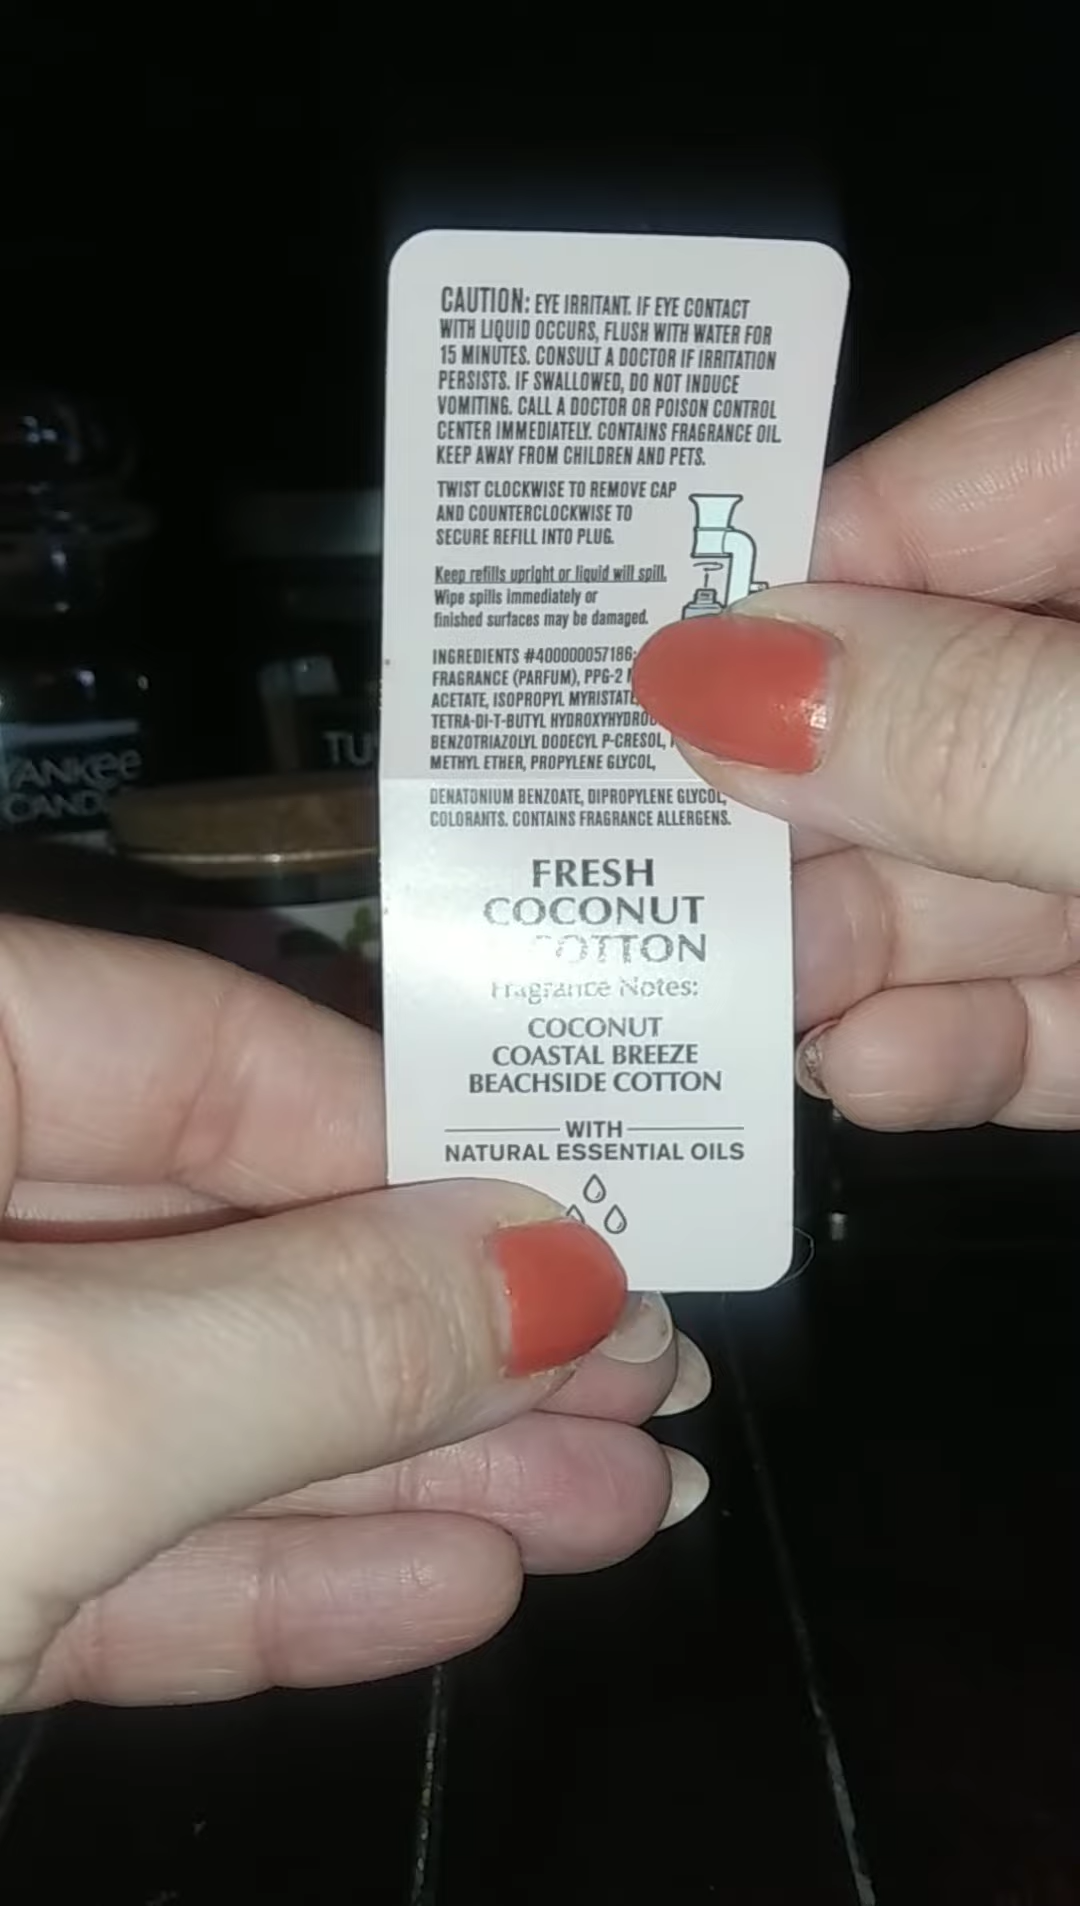 CAUTION: EYE IRRITANT. IF EYE CONTACT
WITH LIQUID OCCURS, FLUSH WITH WATER FOR
15 MINUTES. CONSULT A DOCTOR IF IRRITATION
PERSISTS. IF SWALLOWED, DO NOT INDUCE
VOMITING. CALL A DOCTOR OR POISON CONTROL
CENTER IMMEDIATELY. CONTAINS FRAGRANCE OIL.
KEEP AWAY FROM CHILDREN AND PETS.
TWIST CLOCKWISE TO REMOVE CAP
AND COUNTERCLOCKWISE TO
SECURE REFILL INTO PLUG.
Keep refills upright or liquid will spill.
Wipe spills immediately or
finished surfaces may be damaged.
INGREDIENTS #400000057186:
FRAGRANCE (PARFUM), PPG-2
ACETATE, ISOPROPYL MYRISTATE
TETRA-DI-T-BUTYL
BENZOTRIAZOLYL DODECYL P-CRESOL,
METHYL ETHER, PROPYLENE GLYCOL,
DENATONIUM BENZOATE, DIPROPYLENE GLYCOL,
COLORANTS. CONTAINS FRAGRANCE ALLERGENS.
FRESH
COCONUT
COTTON
Fragrance Notes:
COCONUT
COASTAL BREEZE
BEACHSIDE COTTON
WITH
NATURAL ESSENTIAL OILS
YANKEE